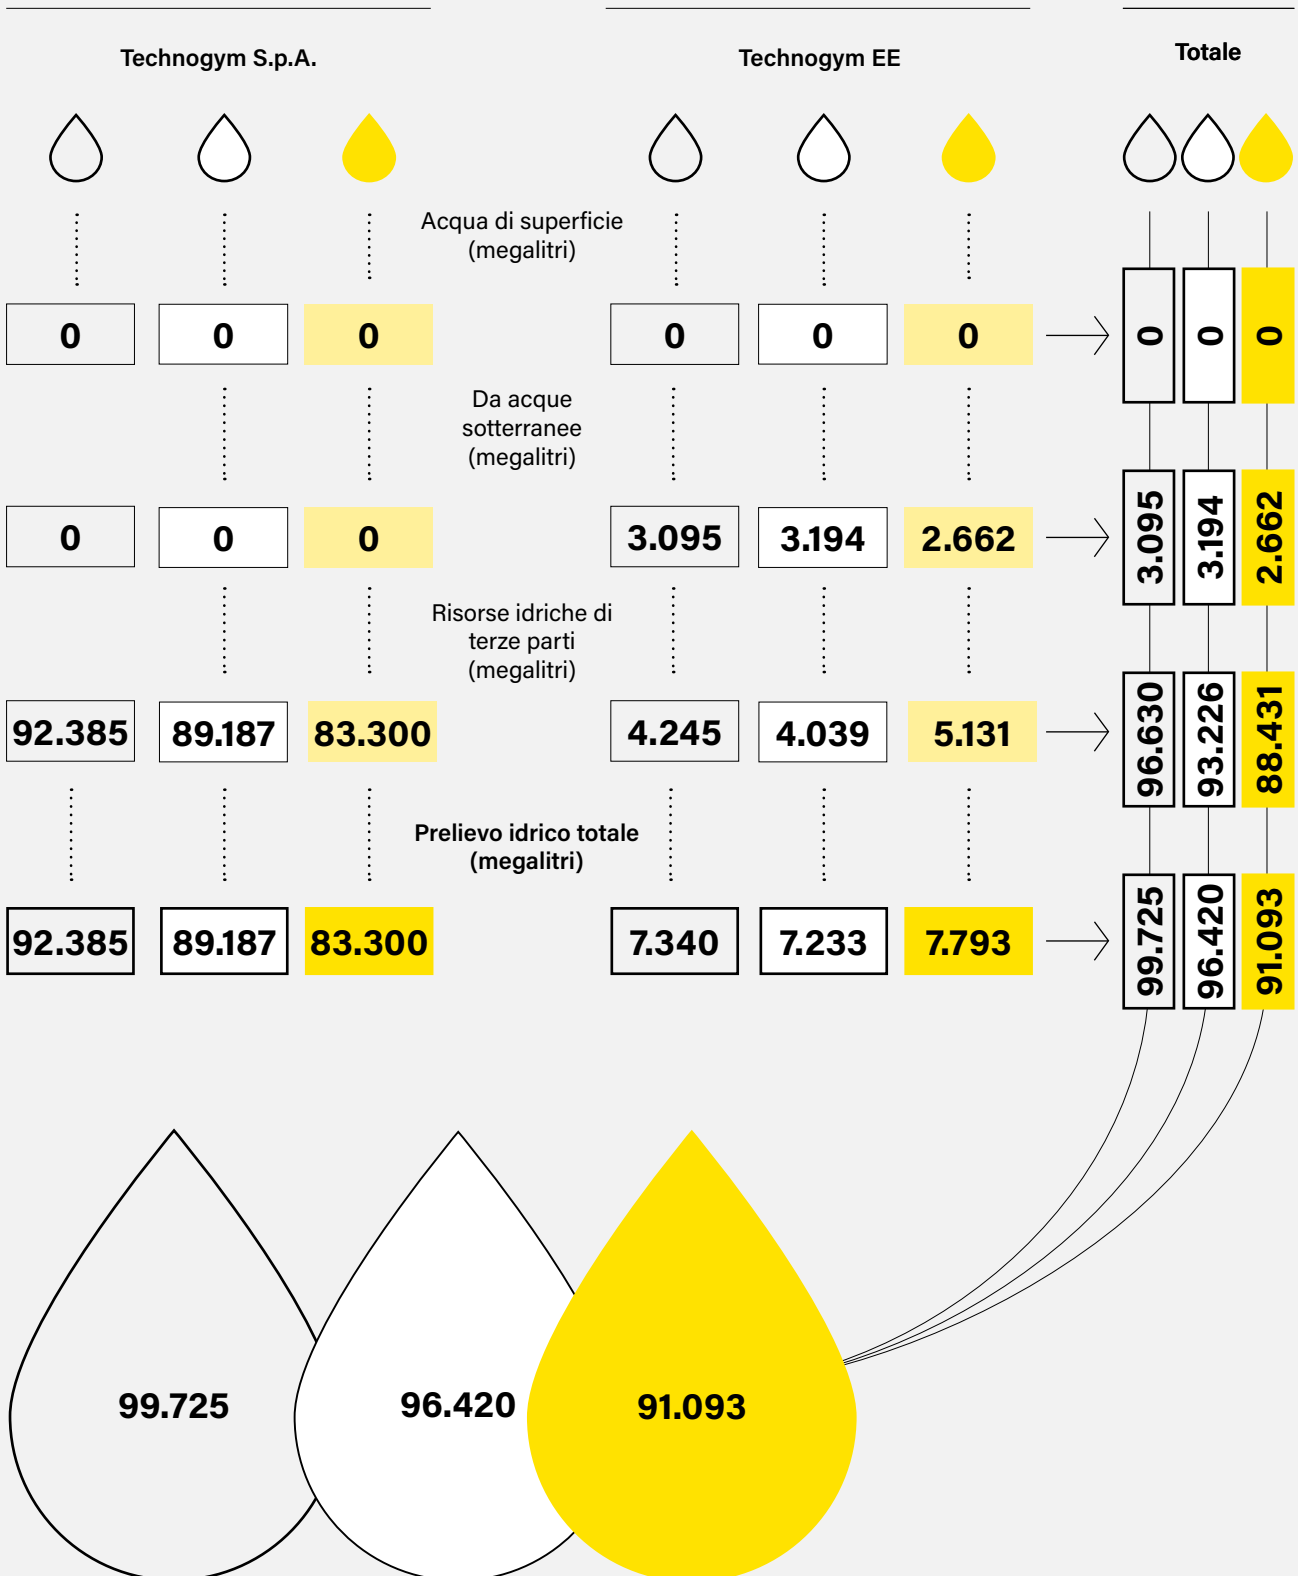 Technogym S.p.A.
Technogym EE
Totale
Acqua di superficie
(megalitri)
0 0 0 0 0 0 0 0 0
Da acque
sotterranee
(megalitri)
0 0 0 3.095 3.194 2.662 3.095 3.194 2.662
Risorse idriche di
terze parti
(megalitri)
92.385 89.187 83.300 4.245 4.039 5.131 96.630 93.226 88.431
Prelievo idrico totale
(megalitri)
92.385 89.187 83.300 7.340 7.233 7.793 99.725 96.420 91.093
99.725 96.420 91.093